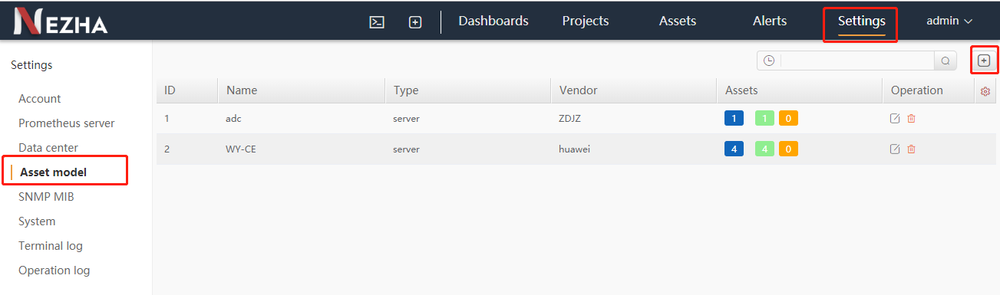 NEZHA Dashboards Projects Assets Alerts Settings admin
Settings
Account
Prometheus server
Data center
Asset model
SNMP MIB
System
Terminal log
Operation log
ID Name Type Vendor Assets Operation
1 adc server ZDJZ 1 1 0
2 WY-CE server huawei 4 4 0